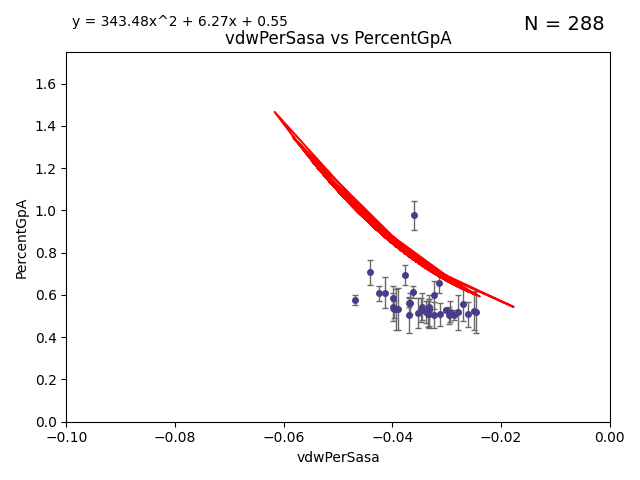 y = 343.48x^2 + 6.27x + 0.55
N = 288
vdwPerSasa vs PercentGpA
1.6
1.4
1.2
1.0
0.8
0.6
0.4
0.2
0.0
PercentGpA
−0.10 −0.08 −0.06 −0.04 −0.02 0.00
vdwPerSasa